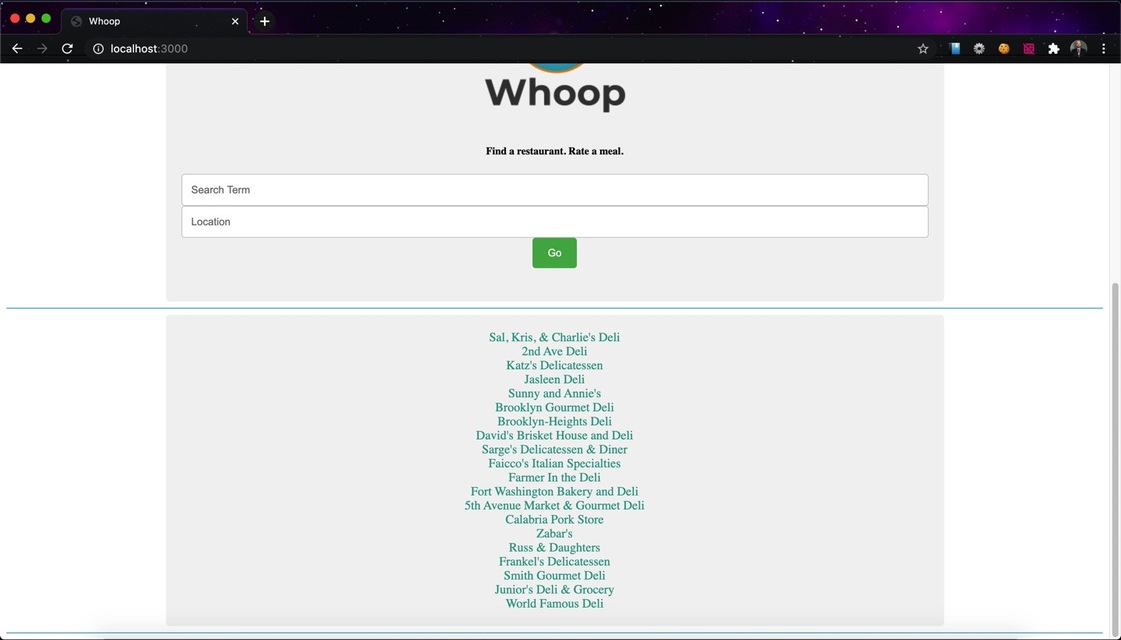 Whoop
localhost:3000
Whoop
Find a restaurant. Rate a meal.
Search Term
Location
Go
Sal, Kris, & Charlie's Deli
2nd Ave Deli
Katz's Delicatessen
Jasleen Deli
Sunny and Annie's
Brooklyn Gourmet Deli
Brooklyn-Heights Deli
David's Brisket House and Deli
Sarge's Delicatessen & Diner
Faicco's Italian Specialties
Farmer In the Deli
Fort Washington Bakery and Deli
5th Avenue Market & Gourmet Deli
Calabria Pork Store
Zabar's
Russ & Daughters
Frankel's Delicatessen
Smith Gourmet Deli
Junior's Deli & Grocery
World Famous Deli